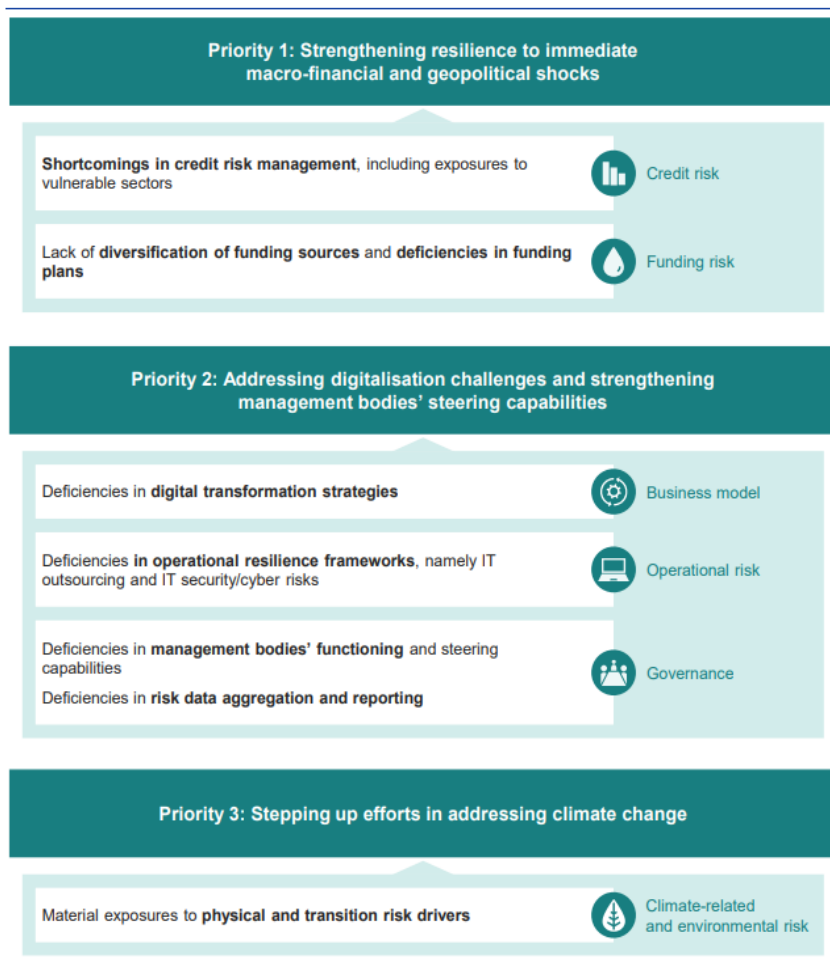 Priority 1: Strengthening resilience to immediate
macro-financial and geopolitical shocks
Shortcomings in credit risk management, including exposures to
vulnerable sectors
Credit risk
Lack of diversification of funding sources and deficiencies in funding
plans
Funding risk
Priority 2: Addressing digitalisation challenges and strengthening
management bodies’ steering capabilities
Deficiencies in digital transformation strategies
Business model
Deficiencies in operational resilience frameworks, namely IT
outsourcing and IT security/cyber risks
Operational risk
Deficiencies in management bodies’ functioning and steering
capabilities
Deficiencies in risk data aggregation and reporting
Governance
Priority 3: Stepping up efforts in addressing climate change
Material exposures to physical and transition risk drivers
Climate-related
and environmental risk